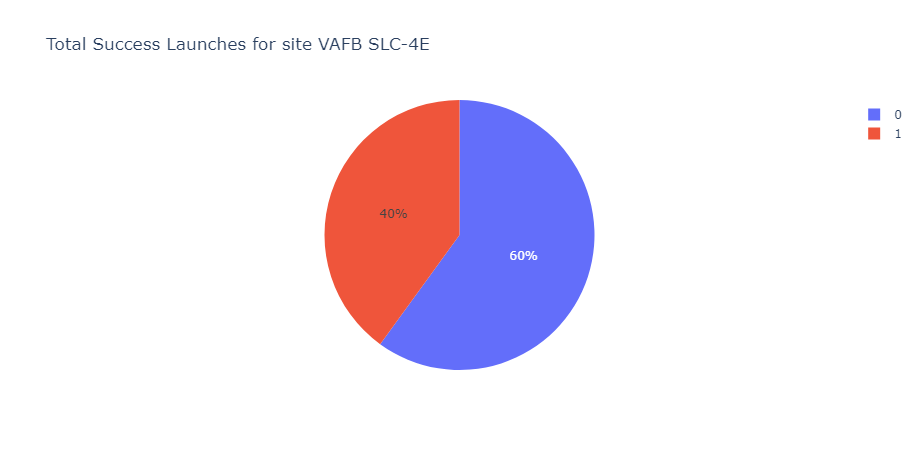 Total Success Launches for site VAFB SLC-4E
0
1
40%
60%